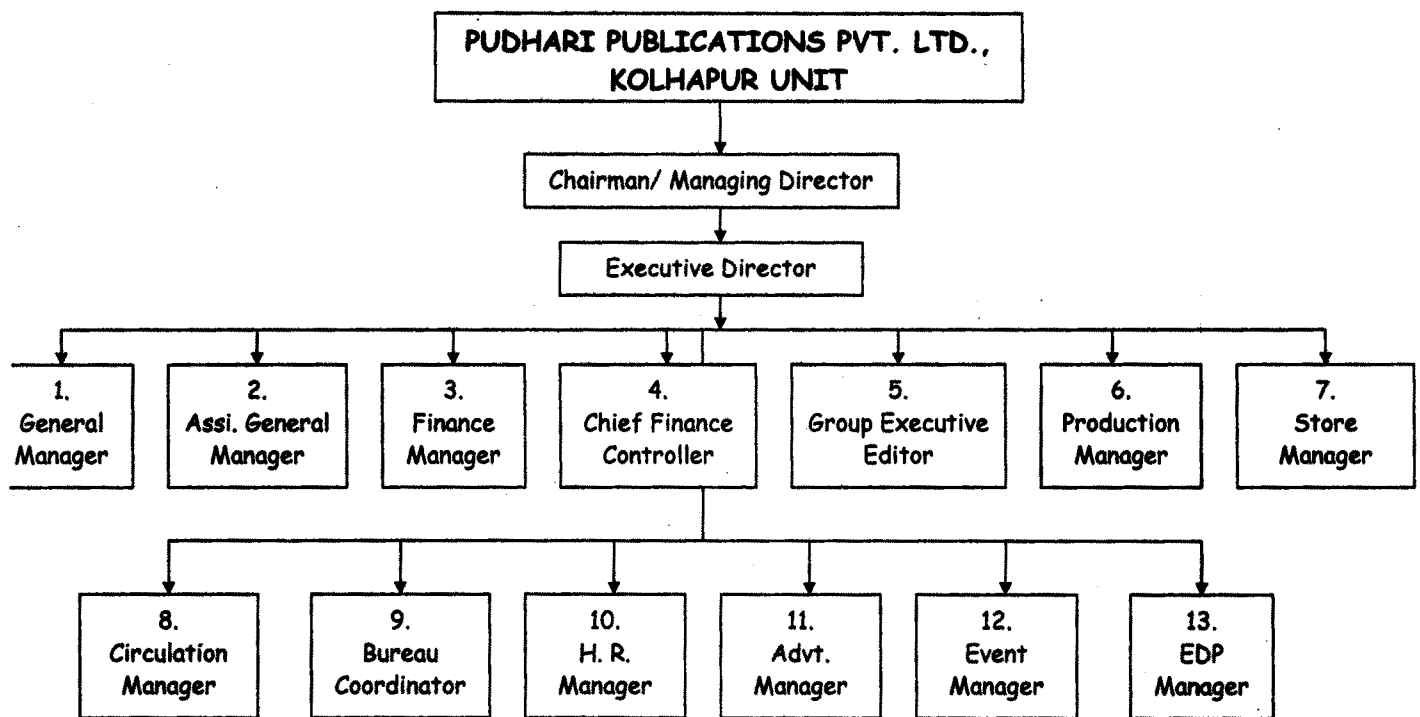 PUDHARI PUBLICATIONS PVT. LTD.,
KOLHAPUR UNIT
Chairman/ Managing Director
Executive Director
1.
General
Manager
2.
Assi. General
Manager
3.
Finance
Manager
4.
Chief Finance
Controller
5.
Group Executive
Editor
6.
Production
Manager
7.
Store
Manager
8.
Circulation
Manager
9.
Bureau
Coordinator
10.
H. R.
Manager
11.
Advt.
Manager
12.
Event
Manager
13.
EDP
Manager